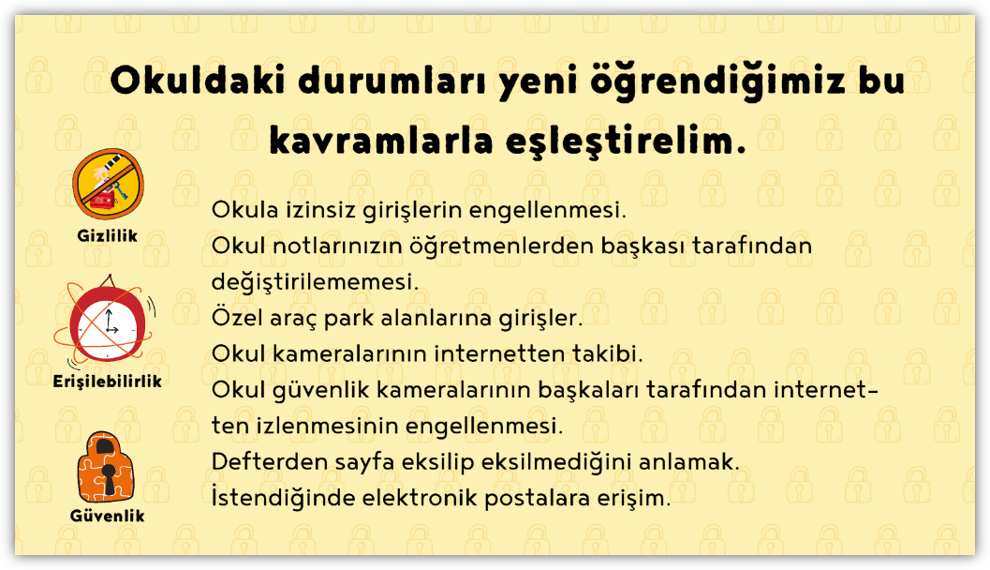 Okuldaki durumları yeni öğrendiğimiz bu
kavramlarla eşleştirelim.
Gizlilik
Erişilebilirlik
Güvenlik
Okula izinsiz girişlerin engellenmesi.
Okul notlarınızın öğretmenlerden başkası tarafından
değiştirilememesi.
Özel araç park alanlarına girişler.
Okul kameralarının internetten takibi.
Okul güvenlik kameralarının başkaları tarafından internet-
ten izlenmesinin engellenmesi.
Defterden sayfa eksilip eksilmediğini anlamak.
İstendiğinde elektronik postalara erişim.